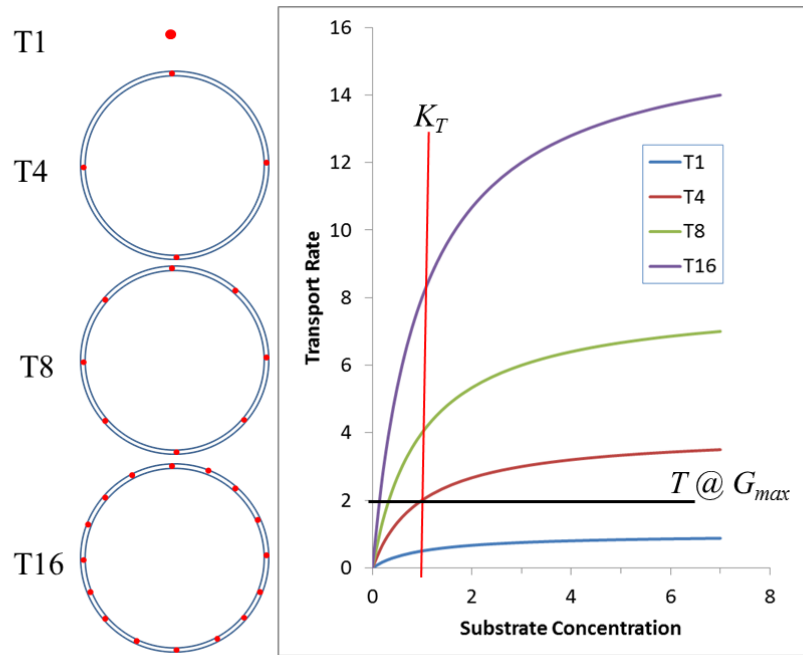 T1
T4
T8
T16
16
14
12
10
8
6
4
2
0
Transport Rate
K_T
T1
T4
T8
T16
T @ G_max
0 2 4 6 8
Substrate Concentration